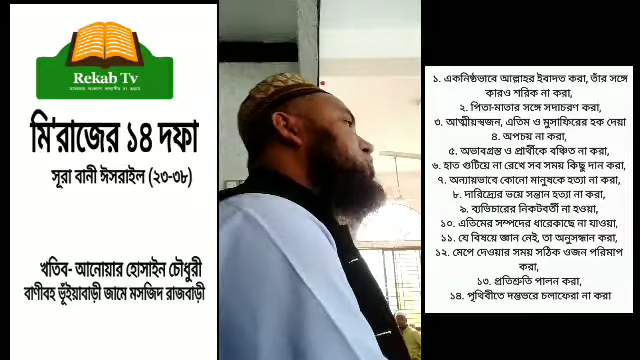 Rekab Tv
মি'রাজের ১৪ দফা
সূরা বানী ঈসরাইল (২৩-৩৮)
খতিব- আনোয়ার হোসাইন চৌধুরী
বাণীবহ ভূঁইয়াবাড়ী জামে মসজিদ রাজবাড়ী
১. একনিষ্ঠভাবে আল্লাহর ইবাদত করা, তাঁর সঙ্গে
কারও শরিক না করা,
২. পিতা-মাতার সঙ্গে সদাচরণ করা,
৩. আত্মীয়স্বজন, এতিম ও মুসাফিরের হক দেয়া
৪. অপচয় না করা,
৫. অভাবগ্রস্ত ও প্রার্থীকে বঞ্চিত না করা,
৬. হাত গুটিয়ে না রেখে সব সময় কিছু দান করা,
৭. অন্যায়ভাবে কোনো মানুষকে হত্যা না করা,
৮. দারিদ্র্যের ভয়ে সন্তান হত্যা না করা,
৯. ব্যভিচারের নিকটবর্তী না হওয়া,
১০. এতিমের সম্পদের ধারেকাছে না যাওয়া,
১১. যে বিষয়ে জ্ঞান নেই, তা অনুসন্ধান করা,
১২. মেপে দেওয়ার সময় সঠিক ওজন পরিমাপ
করা,
১৩. প্রতিশ্রুতি পালন করা,
১৪. পৃথিবীতে দম্ভভরে চলাফেরা না করা